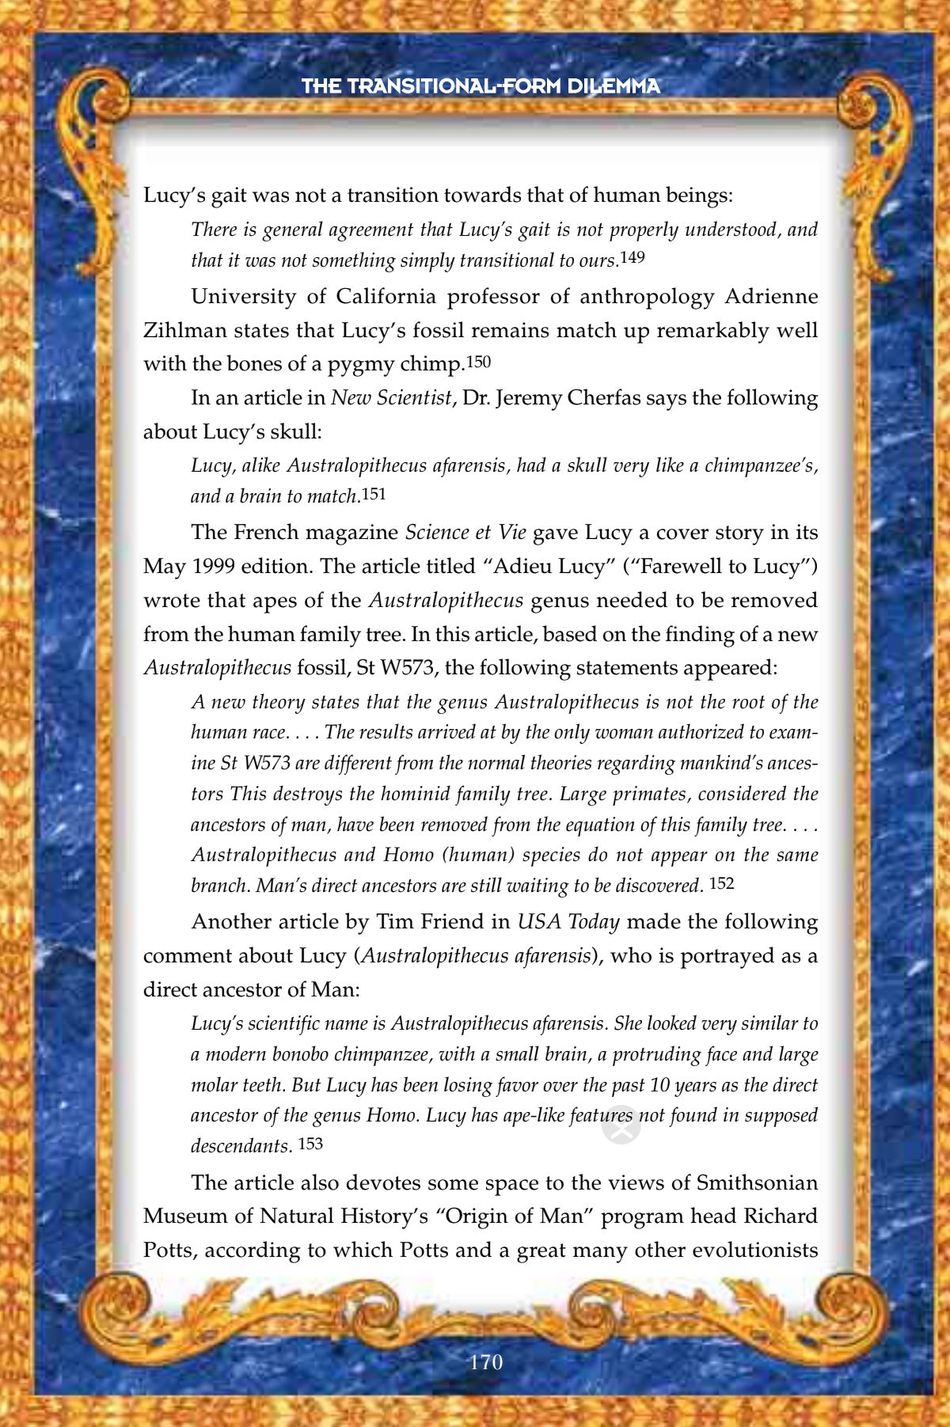 THE TRANSITIONAL-FORM DILEMMA
Lucy’s gait was not a transition towards that of human beings:
There is general agreement that Lucy’s gait is not properly understood, and
that it was not something simply transitional to ours.149
University of California professor of anthropology Adrienne
Zihlman states that Lucy’s fossil remains match up remarkably well
with the bones of a pygmy chimp.150
In an article in New Scientist, Dr. Jeremy Cherfas says the following
about Lucy’s skull:
Lucy, alike Australopithecus afarensis, had a skull very like a chimpanzee’s,
and a brain to match.151
The French magazine Science et Vie gave Lucy a cover story in its
May 1999 edition. The article titled “Adieu Lucy” (“Farewell to Lucy”)
wrote that apes of the Australopithecus genus needed to be removed
from the human family tree. In this article, based on the finding of a new
Australopithecus fossil, St W573, the following statements appeared:
A new theory states that the genus Australopithecus is not the root of the
human race. . . . The results arrived at by the only woman authorized to exam-
ine St W573 are different from the normal theories regarding mankind’s ances-
tors This destroys the hominid family tree. Large primates, considered the
ancestors of man, have been removed from the equation of this family tree. . . .
Australopithecus and Homo (human) species do not appear on the same
branch. Man’s direct ancestors are still waiting to be discovered. 152
Another article by Tim Friend in USA Today made the following
comment about Lucy (Australopithecus afarensis), who is portrayed as a
direct ancestor of Man:
Lucy’s scientific name is Australopithecus afarensis. She looked very similar to
a modern bonobo chimpanzee, with a small brain, a protruding face and large
molar teeth. But Lucy has been losing favor over the past 10 years as the direct
ancestor of the genus Homo. Lucy has ape-like features not found in supposed
descendants. 153
The article also devotes some space to the views of Smithsonian
Museum of Natural History’s “Origin of Man” program head Richard
Potts, according to which Potts and a great many other evolutionists
170